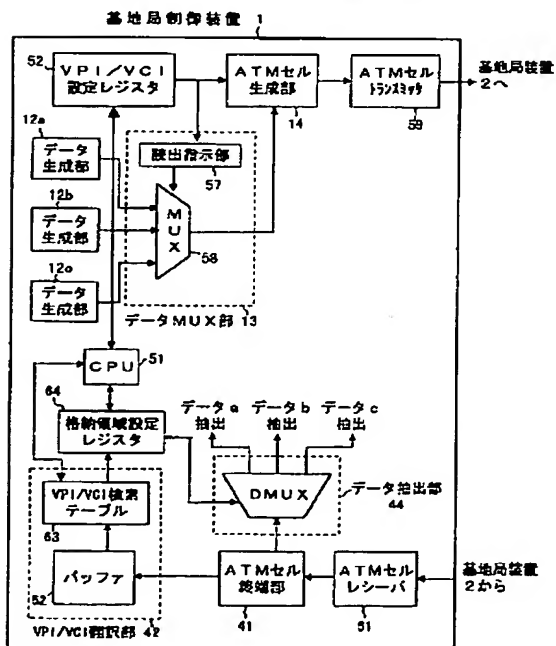 基地局制御装置 1
52
VPI/VCI
設定レジスタ
ATMセル
生成部
14
ATMセル
トランスミッタ
59
基地局装置
2へ
12a
データ
生成部
読出指示部
57
12b
データ
生成部
MUX
58
12c
データ
生成部
データMUX部 13
CPU
51
64
格納領域設定
レジスタ
データa
抽出
データb
抽出
データc
抽出
VPI/VCI検索
テーブル
63
DMUX
データ抽出部
44
バッファ
62
ATMセル
終端部
41
ATMセル
レシーバ
61
基地局装置
2から
VPI/VCI翻訳部 42